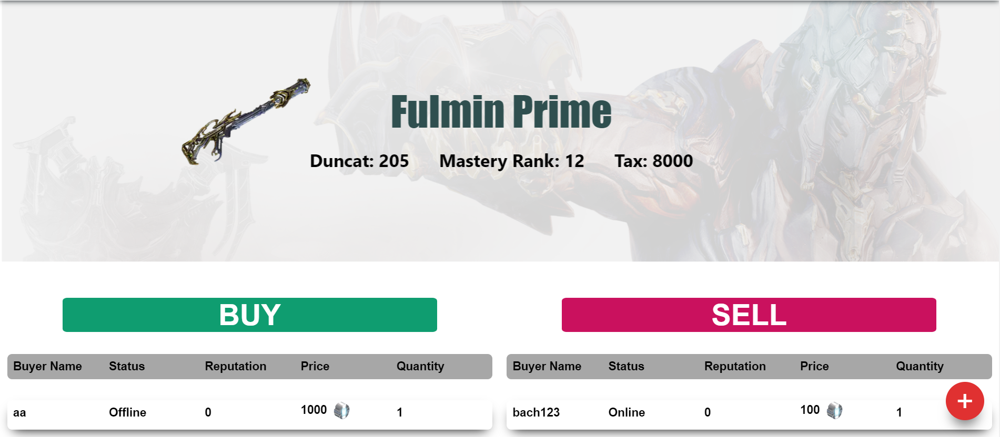 Fulmin Prime
Duncat: 205 Mastery Rank: 12 Tax: 8000
BUY
Buyer Name Status Reputation Price Quantity
aa Offline 0 1000 1
SELL
Buyer Name Status Reputation Price Quantity
bach123 Online 0 100 1
+